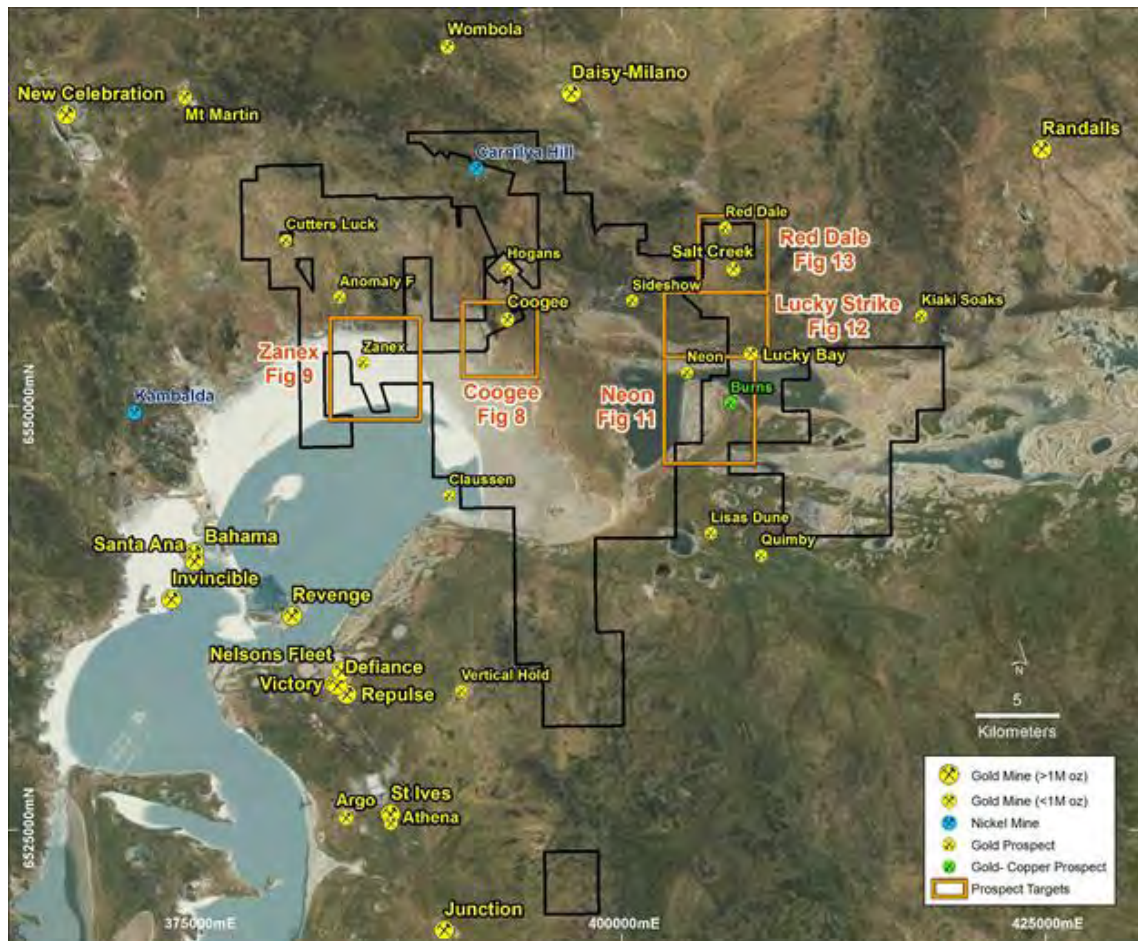 Wombola
Daisy-Milano
New Celebration
Mt Martin
Randalls
Carnilya Hill
Cutters Luck
Red Dale
Hogans
Salt Creek
Red Dale
Fig 13
Anomaly F
Sideshow
Coogee
Lucky Strike
Fig 12
Kiaki Soaks
Zanex
Fig 9
Zanex
Neon
Lucky Bay
Coogee
Fig 8
Neon
Fig 11
Burns
Kambalda
6550000mN
Claussen
Lisas Dune
Quimby
Santa Ana
Bahama
Invincible
Revenge
Nelsons Fleet
Defiance
Victory
Repulse
Vertical Hold
N
5
Kilometers
Argo
St Ives
Athena
6525000mN
Junction
375000mE
400000mE
425000mE
Gold Mine (>1M oz)
Gold Mine (<1M oz)
Nickel Mine
Gold Prospect
Gold- Copper Prospect
Prospect Targets